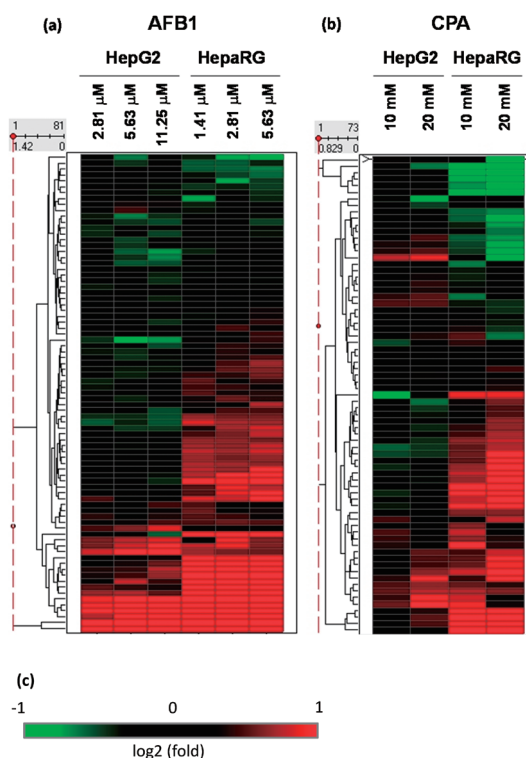 (a) AFB1
HepG2 HepaRG
2.81 µM 5.63 µM 11.25 µM 1.41 µM 2.81 µM 5.63 µM
1 81
1.42 0
(b) CPA
HepG2 HepaRG
10 mM 20 mM 10 mM 20 mM
1 73
0.829 0
(c)
-1 0 1
log2 (fold)